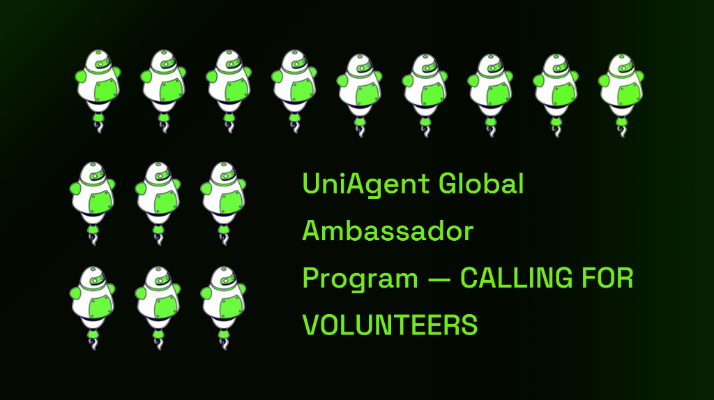 UniAgent Global
Ambassador
Program — CALLING FOR
VOLUNTEERS